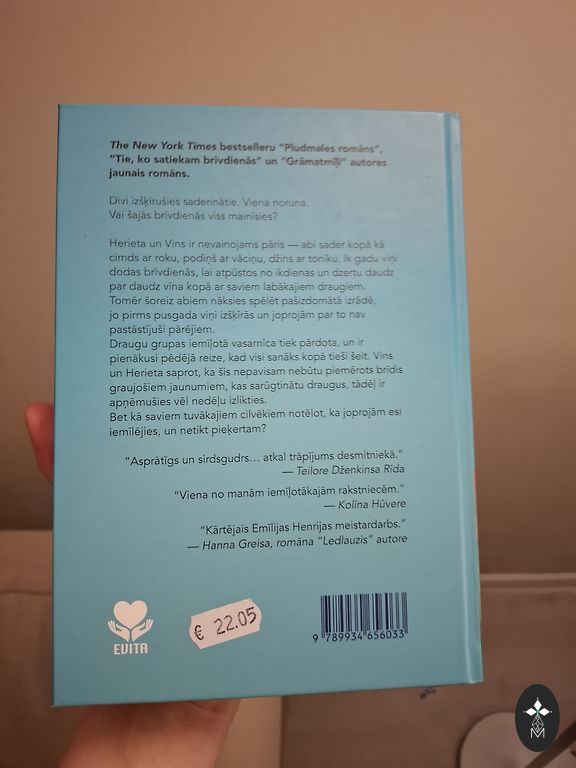 The New York Times bestselleru “Pludmales romāns”,
“Tie, ko satiekam brīvdienās” un “Grāmatmīļi” autores
jaunais romāns.
Divi izšķīrušies saderinātie. Viena noruna.
Vai šajās brīvdienās viss mainīsies?
Herieta un Vins ir nevainojams pāris — abi sader kopā kā
cimds ar roku, podiņš ar vāciņu, džins ar toniku. Ik gadu viņi
dodas brīvdienās, lai atpūstos no ikdienas un dzertu daudz
par daudz vīna kopā ar saviem labākajiem draugiem.
Tomēr šoreiz abiem nāksies spēlēt pašizdomātā izrādē,
jo pirms pusgada viņi izšķīrās un joprojām par to nav
pastāstījuši pārējiem.
Draugu grupas iemīļotā vasarnīca tiek pārdota, un ir
pienākusi pēdējā reize, kad visi sanāks kopā tieši šeit. Vins
un Herieta saprot, ka šis nepavisam nebūtu piemērots brīdis
graujošiem jaunumiem, kas sarūgtinātu draugus, tādēļ ir
apņēmušies vēl nedēļu izlikties.
Bet kā saviem tuvākajiem cilvēkiem notēlot, ka joprojām esi
iemīlējies, un netikt pieķertam?
“Asprātīgs un sirdsgudrs... atkal trāpījums desmitniekā.”
— Teilore Dženkinsa Rīda
“Viena no manām iemīļotākajām rakstniecēm.”
— Kolīna Hūvere
“Kārtējais Emīlijas Henrijas meistardarbs.”
— Hanna Greisa, romāna “Ledlauzis” autore
EVITA
€ 22.05
9 789934 656033
M